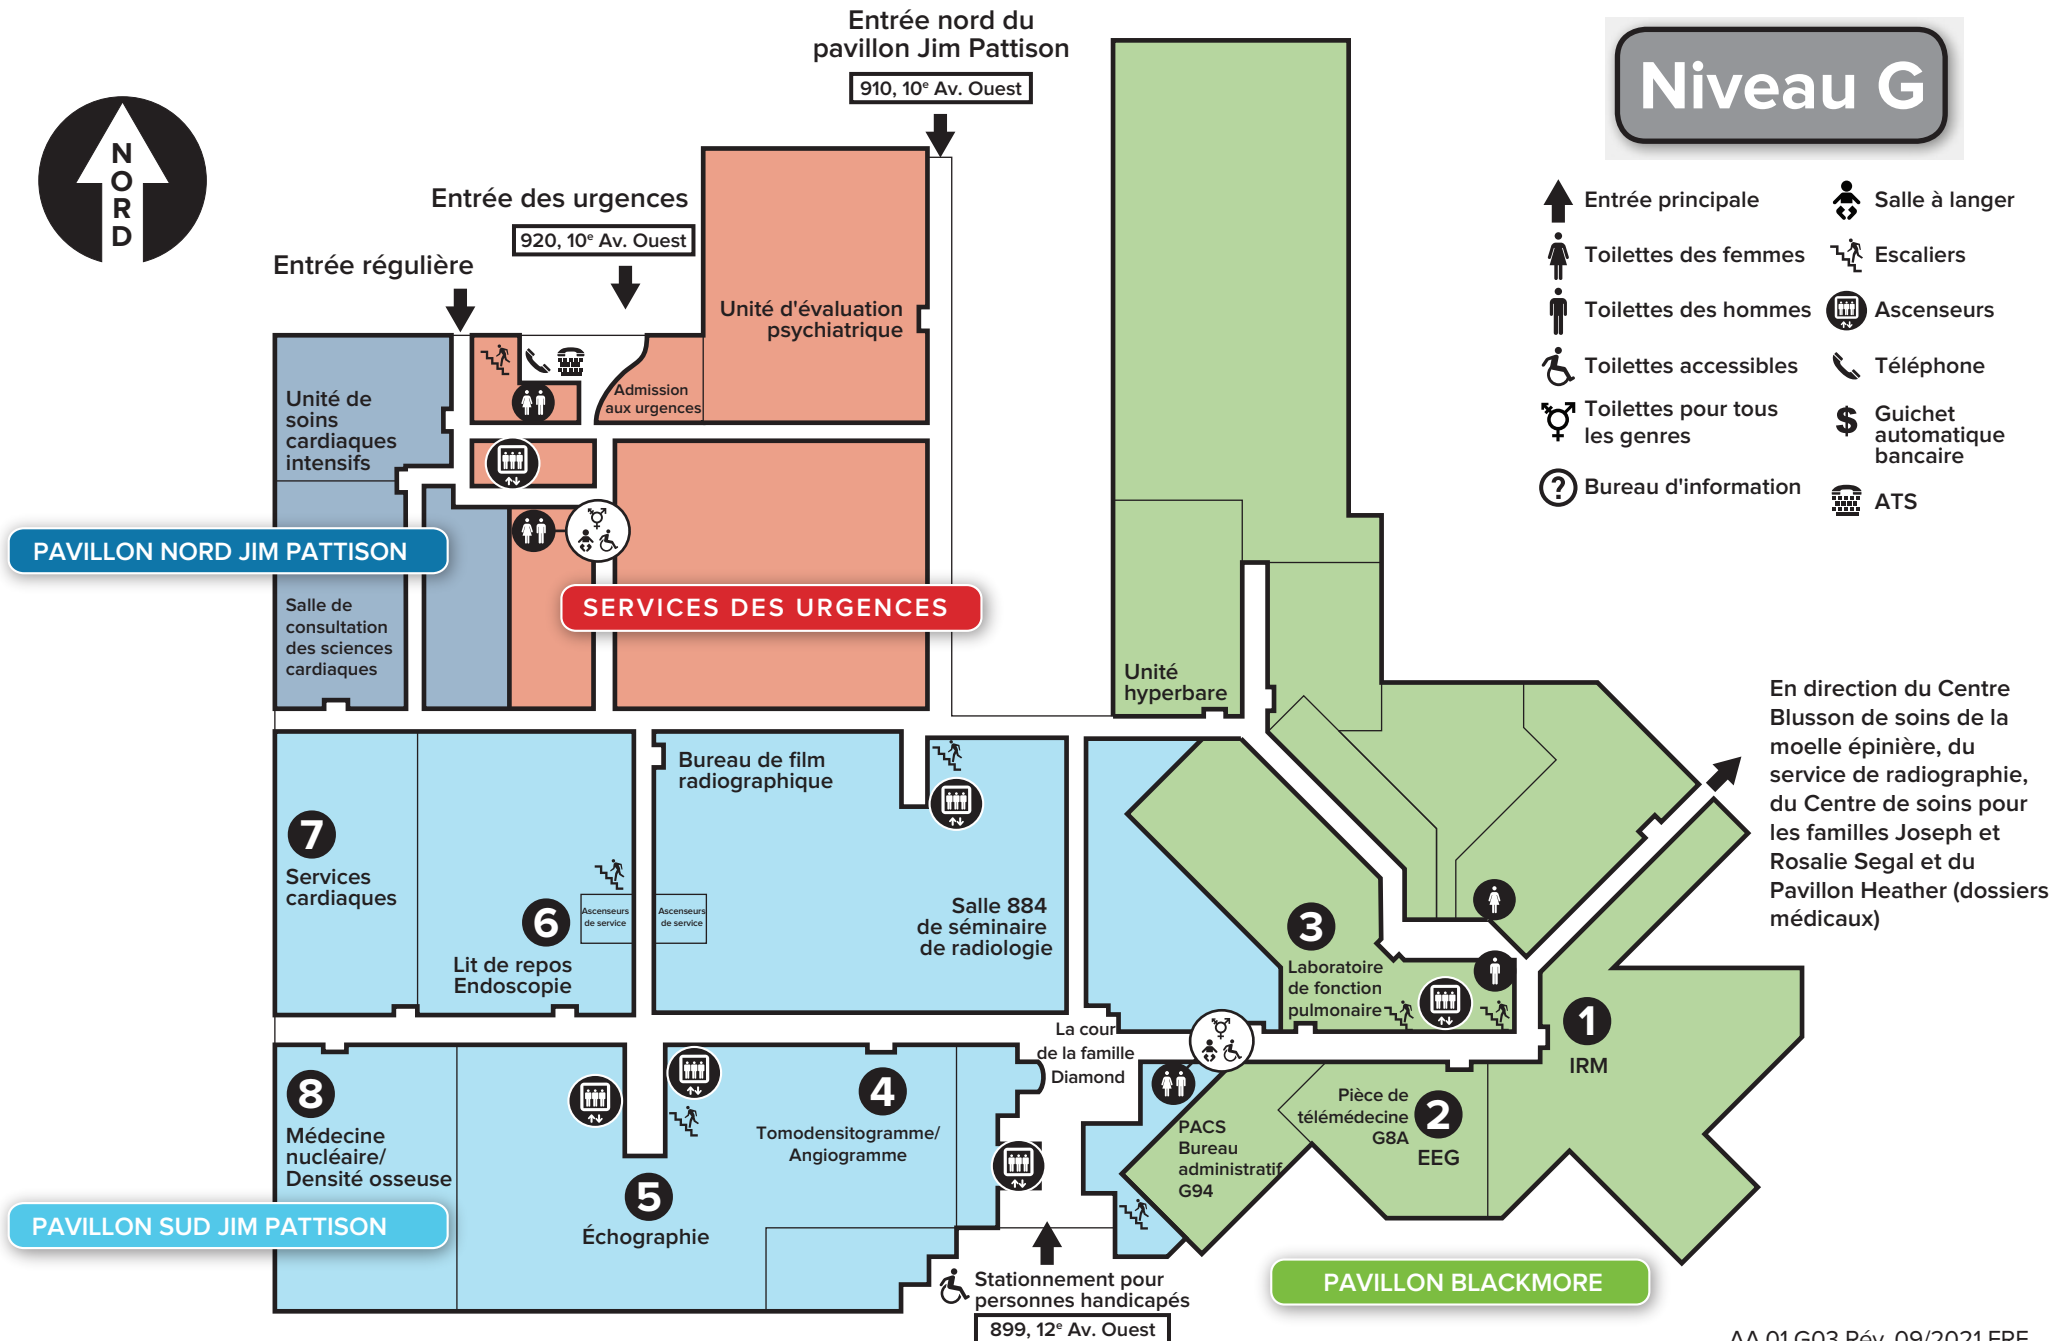 Entrée nord du
pavillon Jim Pattison
910, 10e Av. Ouest
Niveau G
NORD
Entrée des urgences
920, 10e Av. Ouest
Entrée régulière
Entrée principale
Toilettes des femmes
Toilettes des hommes
Toilettes accessibles
Toilettes pour tous
les genres
Bureau d'information
Salle à langer
Escaliers
Ascenseurs
Téléphone
Guichet
automatique
bancaire
ATS
Unité d'évaluation
psychiatrique
Admission
aux urgences
Unité de
soins
cardiaques
intensifs
PAVILLON NORD JIM PATTISON
SERVICES DES URGENCES
Salle de
consultation
des sciences
cardiaques
Unité
hyperbare
En direction du Centre
Blusson de soins de la
moelle épinière, du
service de radiographie,
du Centre de soins pour
les familles Joseph et
Rosalie Segal et du
Pavillon Heather (dossiers
médicaux)
Bureau de film
radiographique
7
Services
cardiaques
6
Lit de repos
Endoscopie
Ascenseurs
de service
Ascenseurs
de service
Salle 884
de séminaire
de radiologie
3
Laboratoire
de fonction
pulmonaire
1
IRM
La cour
de la famille
Diamond
8
Médecine
nucléaire/
Densité osseuse
4
Tomodensitogramme/
Angiogramme
5
Échographie
PACS
Bureau
administratif
G94
Pièce de
télémédecine
G8A
2
EEG
PAVILLON SUD JIM PATTISON
PAVILLON BLACKMORE
Stationnement pour
personnes handicapés
899, 12e Av. Ouest
AA.01.G03 Rév. 09/2021 FRE